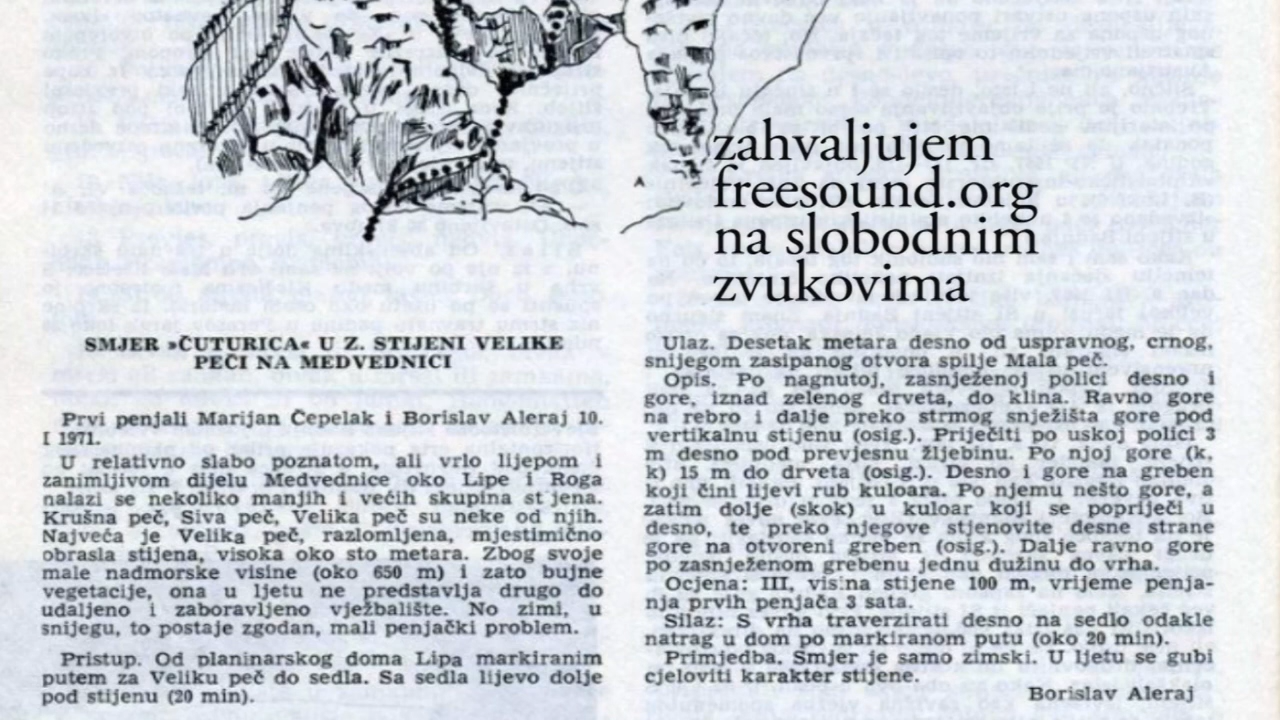 A
zahvaljujem
freesound.org
na slobodnim
zvukovima
SMJER »ČUTURICA« U Z. STIJENI VELIKE
PEČI NA MEDVEDNICI
Prvi penjali Marijan Čepelak i Borislav Aleraj 10.
I 1971.
U relativno slabo poznatom, ali vrlo lijepom i
zanimljivom dijelu Medvednice oko Lipe i Roga
nalazi se nekoliko manjih i većih skupina st jena.
Krušna peč, Siva peč, Velika peč su neke od njih.
Najveća je Velika peč, razlomljena, mjestimično
obrasla stijena, visoka oko sto metara. Zbog svoje
male nadmorske visine (oko 650 m) i zato bujne
vegetacije, ona u ljetu ne predstavlja drugo do
udaljeno i zaboravljeno vježbalište. No zimi, u
snijegu, to postaje zgodan, mali penjački problem.
Pristup. Od planinarskog doma Lipa markiranim
putem za Veliku peč do sedla. Sa sedla lijevo dolje
pod stijenu (20 min).
Ulaz. Desetak metara desno od uspravnog, crnog,
snijegom zasipanog otvora spilje Mala peč.
Opis. Po nagnutoj, zasnježenoj polici desno i
gore, iznad zelenog drveta, do klina. Ravno gore
na rebro i dalje preko strmog snježišta gore pod
vertikalnu stijenu (osig.). Priječiti po uskoj polici 3
m desno pod prevjesnu žljebinu. Po njoj gore (k,
k) 15 m do drveta (osig.). Desno i gore na greben
koji čini lijevi rub kuloara. Po njemu nešto gore, a
zatim dolje (skok) u kuloar koji se popriječi u
desno, te preko njegove stjenovite desne strane
gore na otvoreni greben (osig.). Dalje ravno gore
po zasnježenom grebenu jednu dužinu do vrha.
Ocjena: III, visina stijene 100 m, vrijeme penja-
nja prvih penjača 3 sata.
Silaz: S vrha traverzirati desno na sedlo odakle
natrag u dom po markiranom putu (oko 20 min).
Primjedba. Smjer je samo zimski. U ljetu se gubi
cjeloviti karakter stijene.
Borislav Aleraj